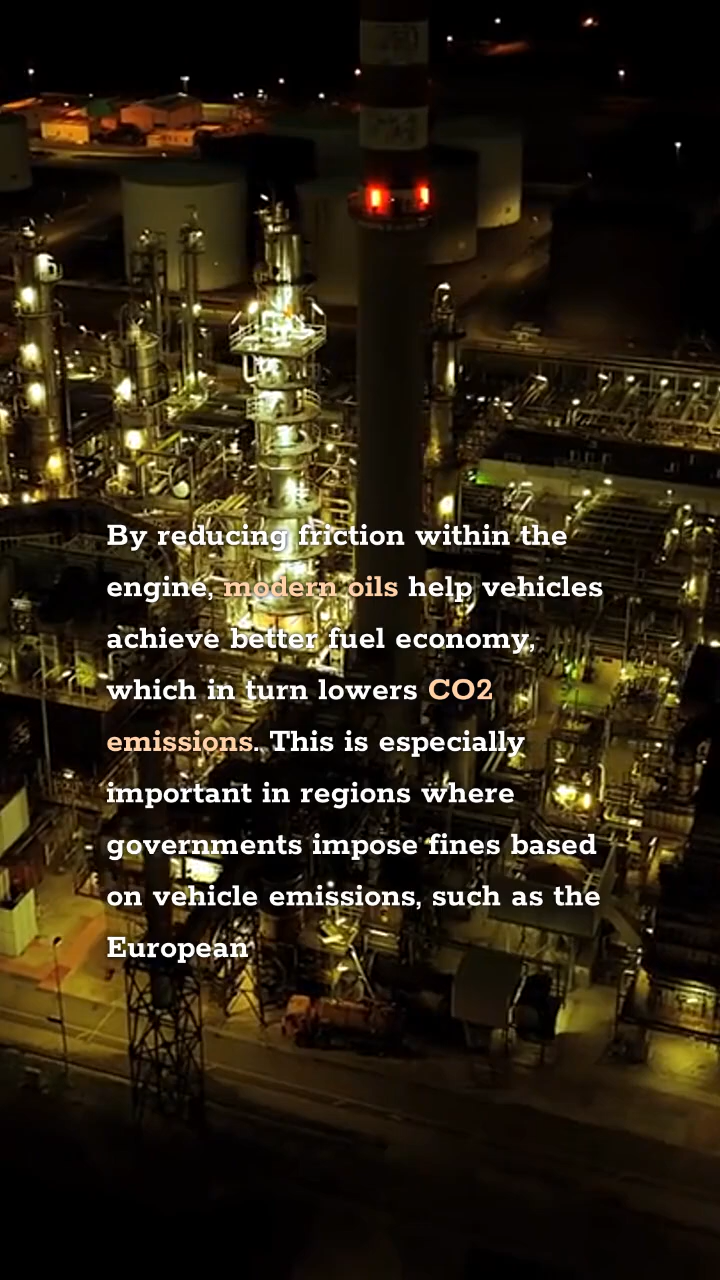 By reducing friction within the
engine, modern oils help vehicles
achieve better fuel economy,
which in turn lowers CO2
emissions. This is especially
important in regions where
governments impose fines based
on vehicle emissions, such as the
European